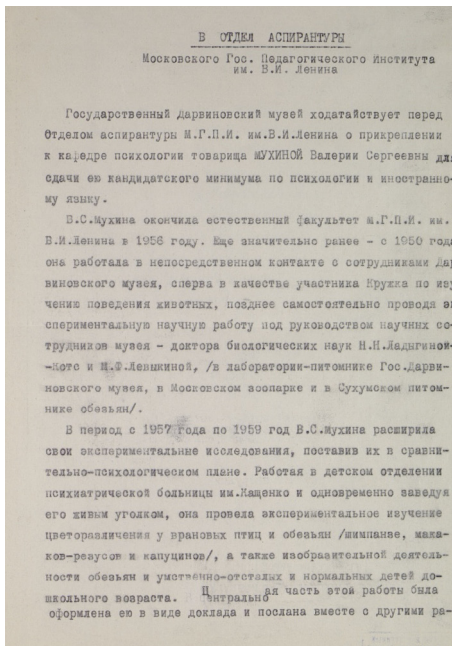 В ОТДЕЛ АСПИРАНТУРЫ
Московского Гос. Педагогического Института
им. В.И. Ленина
Государственный Дарвиновский музей ходатайствует перед
Отделом аспирантуры М.Г.П.И. им.В.И.Ленина о прикреплении
к кафедре психологии товарища МУХИНОЙ Валерии Сергеевны для
сдачи ею кандидатского минимума по психологии и иностранно-
му языку.
В.С.Мухина окончила естественный факультет М.Г.П.И. им.
В.И.Ленина в 1956 году. Еще значительно ранее - с 1950 года
она работала в непосредственном контакте с сотрудниками Дар
виновского музея, сперва в качестве участника Кружка по изу
чению поведения животных, позднее самостоятельно проводя эк
спериментальную научную работу под руководством научных со-
трудников музея - доктора биологических наук Н.Н.Ладыгиной-
-Котс и М.Ф.Левыкиной, /в лаборатории-питомнике Гос.Дарви-
новского музея, в Московском зоопарке и в Сухумском питом-
нике обезьян/.
В период с 1957 года по 1959 год В.С.Мухина расширила
свои экспериментальные исследования, поставив их в сравни-
тельно-психологическом плане. Работая в детском отделении
психиатрической больницы им.Кащенко и одновременно заведуя
его живым уголком, она провела экспериментальное изучение
цветоразличения у врановых птиц и обезьян /шимпанзе, мака-
ков-резусов и капуцинов/, а также изобразительной деятель-
ности обезьян и умственно-отсталых и нормальных детей до-
школьного возраста. Центральная часть этой работы была
оформлена ею в виде доклада и послана вместе с другими ра-